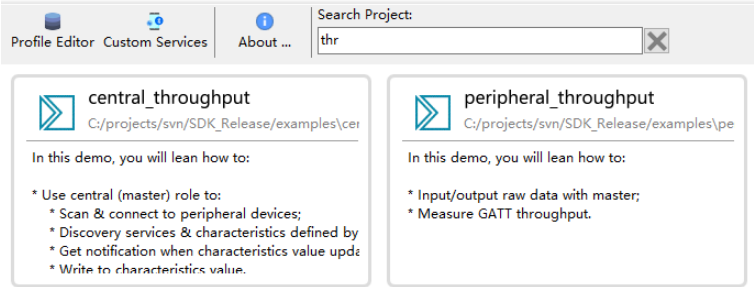 Search Project:
Profile Editor Custom Services About ... thr
central_throughput
C:/projects/svn/SDK_Release/examples\cer
In this demo, you will lean how to:
* Use central (master) role to:
* Scan & connect to peripheral devices;
* Discovery services & characteristics defined by
* Get notification when characteristics value upda
* Write to characteristics value.
peripheral_throughput
C:/projects/svn/SDK_Release/examples\pe
In this demo, you will lean how to:
* Input/output raw data with master;
* Measure GATT throughput.